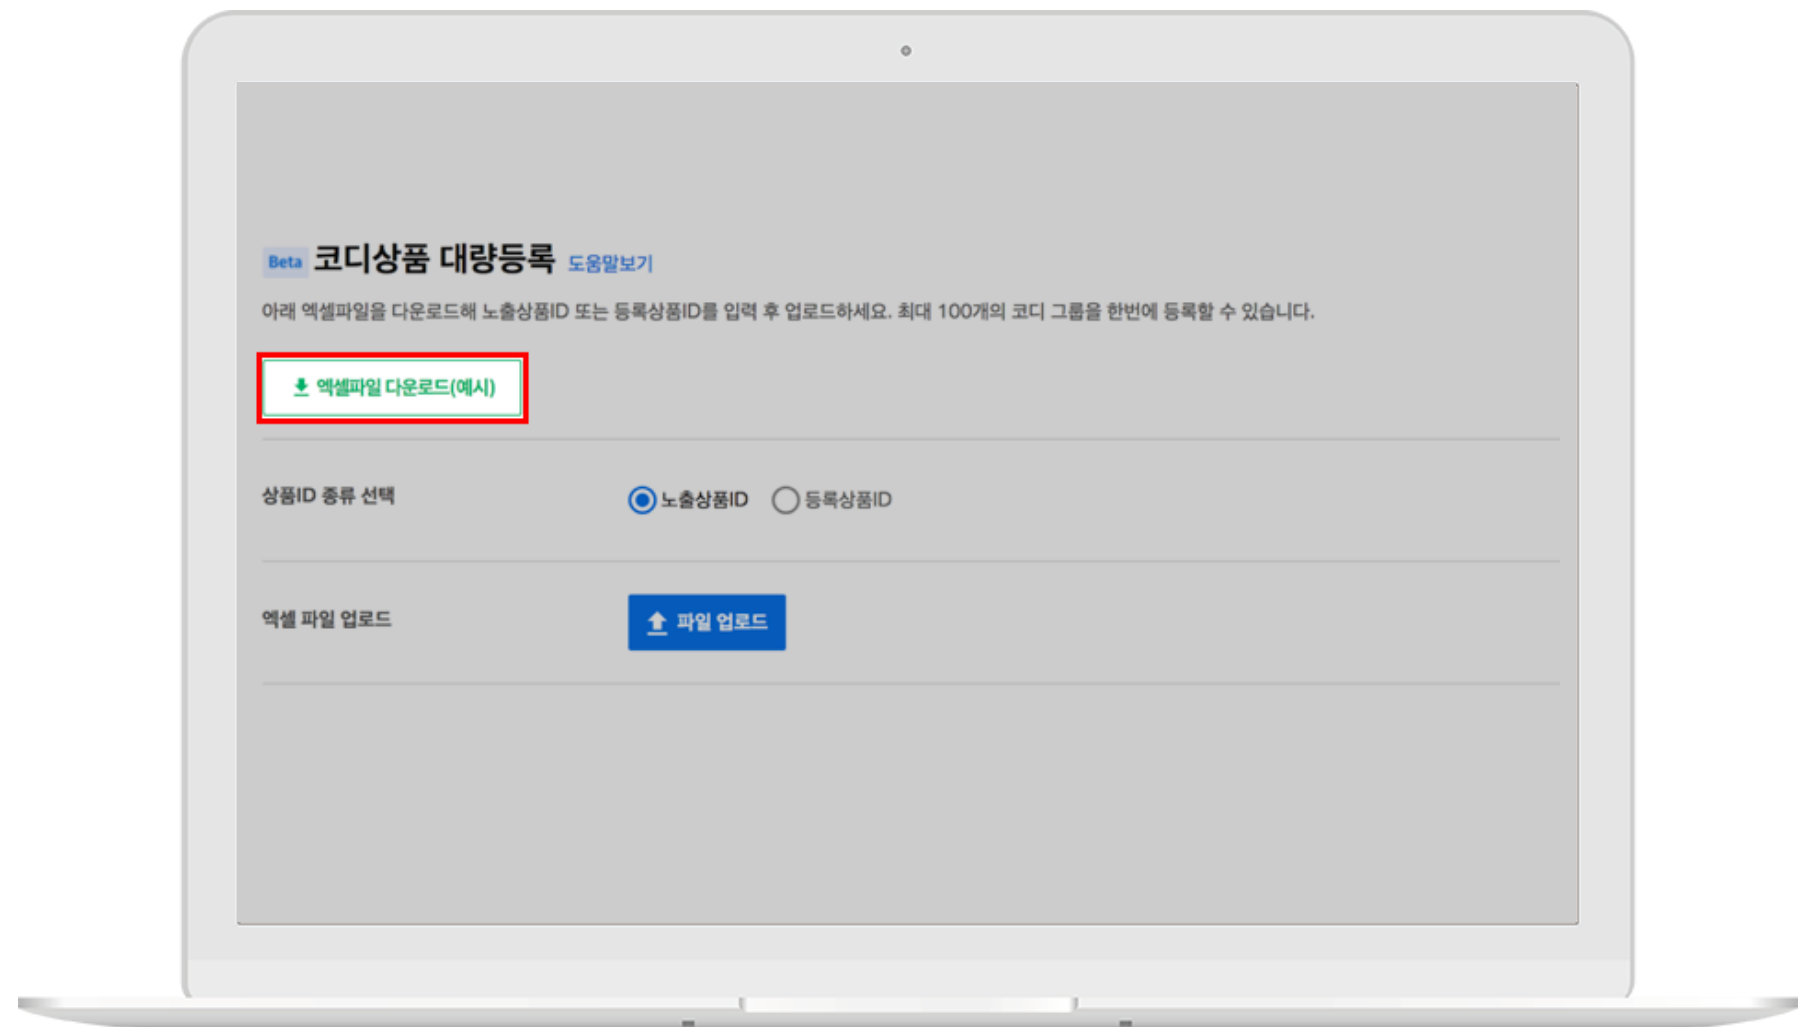 Beta 코디상품 대량등록 도움말보기
아래 엑셀파일을 다운로드해 노출상품ID 또는 등록상품ID를 입력 후 업로드하세요. 최대 100개의 코디 그룹을 한번에 등록할 수 있습니다.
엑셀파일 다운로드(예시)
상품ID 종류 선택 노출상품ID 등록상품ID
엑셀 파일 업로드 파일 업로드